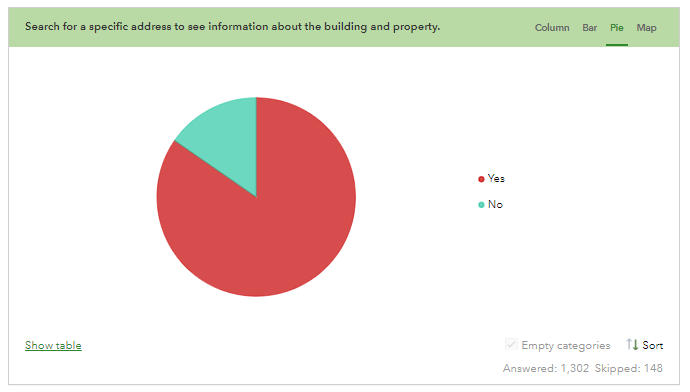 Search for a specific address to see information about the building and property. Column Bar Pie Map
Yes
No
Show table Empty categories Sort
Answered: 1,302 Skipped: 148